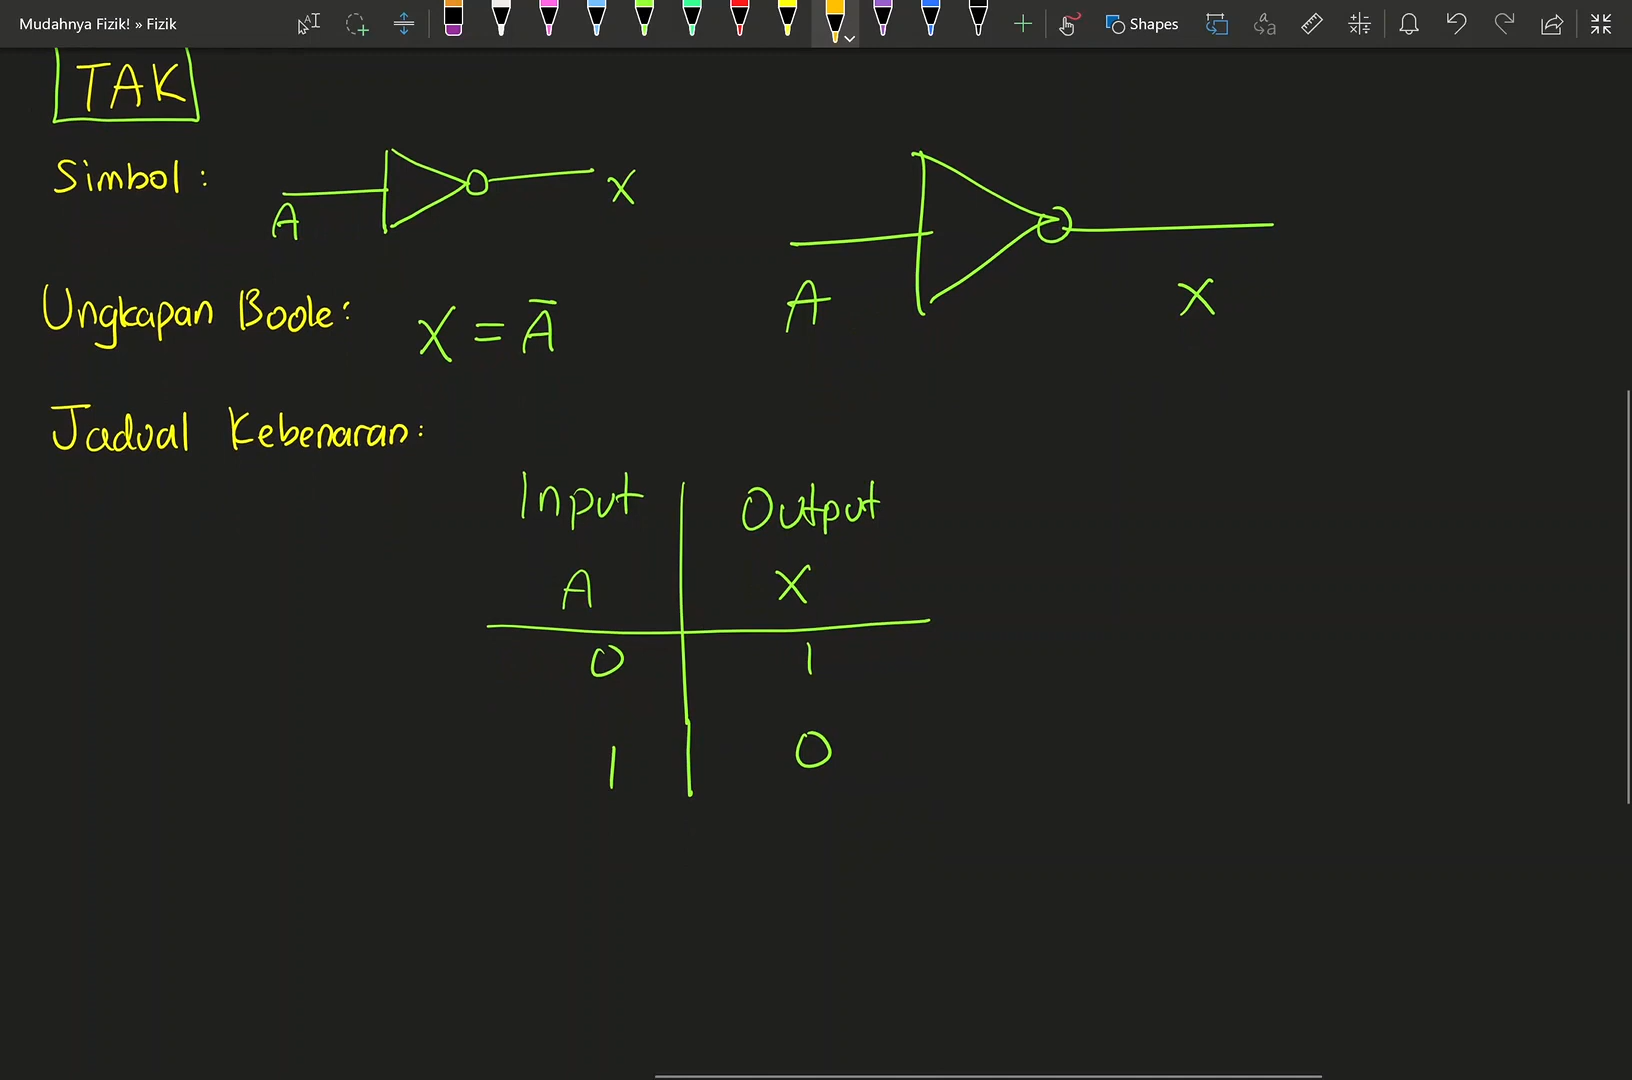 Mudahnya Fizik! » Fizik
Shapes
TAK
Simbol :
A
X
A
X
Ungkapan Boole :
X = Ā
Jadual Kebenaran :
Input Output
A X
0 1
1 0